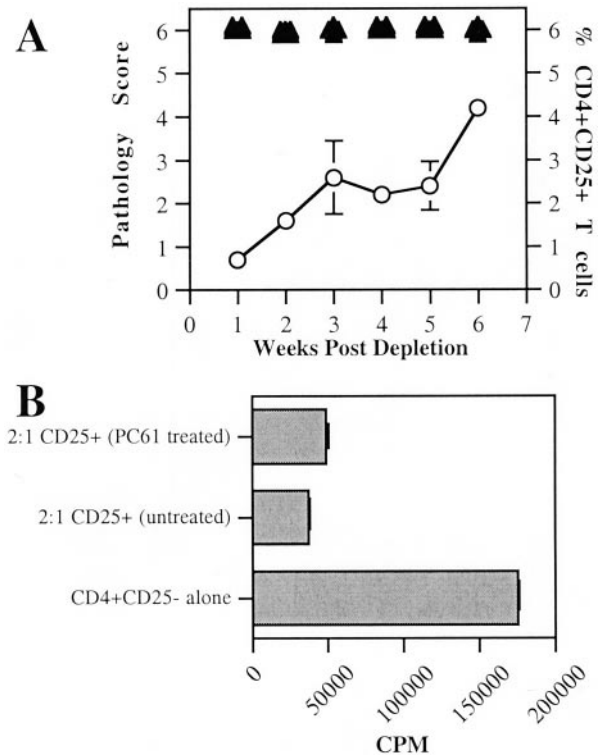 A
Pathology Score
6
5
4
3
2
1
0
6
5
4
3
2
1
0
% CD4+CD25+ T cells
0 1 2 3 4 5 6 7
Weeks Post Depletion
B
2:1 CD25+ (PC61 treated)
2:1 CD25+ (untreated)
CD4+CD25- alone
0 50000 100000 150000 200000
CPM